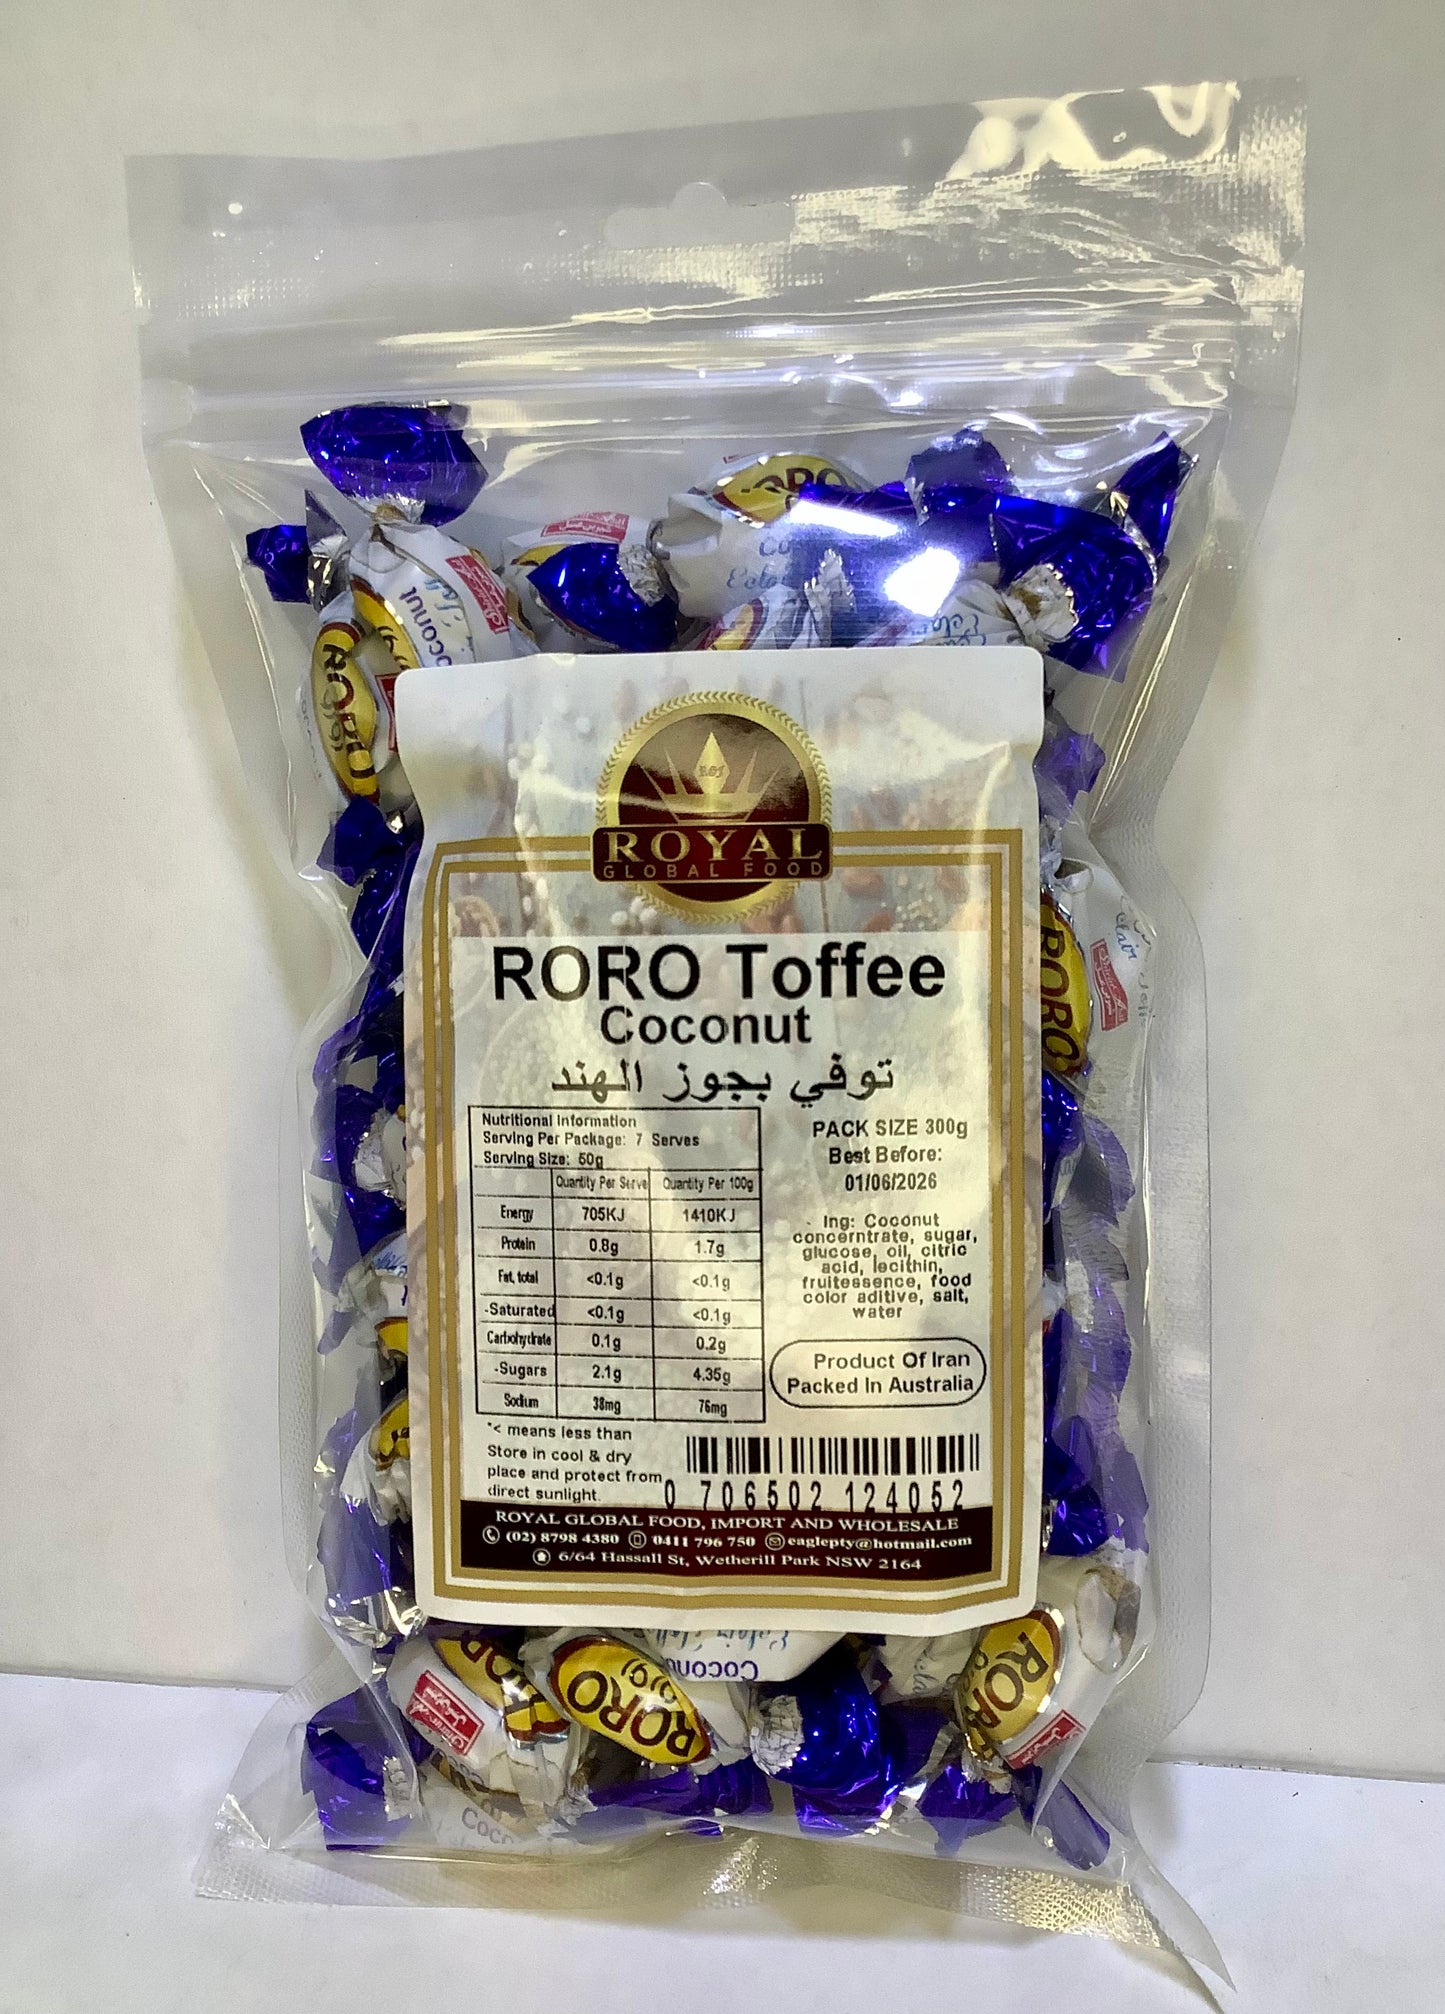 RORO
Coconut
RORO
RORO
ROYAL
GLOBAL FOOD
RORO Toffee
Coconut
توفي بجوز الهند
Nutritional Information
Serving Per Package: 7 Serves
Serving Size: 50g
Quantity Per Serve Quantity Per 100g
Energy 705KJ 1410KJ
Protein 0.8g 1.7g
Fat, total <0.1g <0.1g
-Saturated <0.1g <0.1g
Carbohydrate 0.1g 0.2g
-Sugars 2.1g 4.35g
Sodium 38mg 76mg
*< means less than
Store in cool & dry
place and protect from
direct sunlight.
PACK SIZE 300g
Best Before:
01/06/2026
Ing: Coconut
concerntrate, sugar,
glucose, oil, citric
acid, lecithin,
fruitessence, food
color aditive, salt,
water
Product Of Iran
Packed In Australia
0 706502 124052
ROYAL GLOBAL FOOD, IMPORT AND WHOLESALE
(02) 8798 4380 0411 796 750 eaglepty@hotmail.com
6/64 Hassall St, Wetherill Park NSW 2164
RORO
RORO